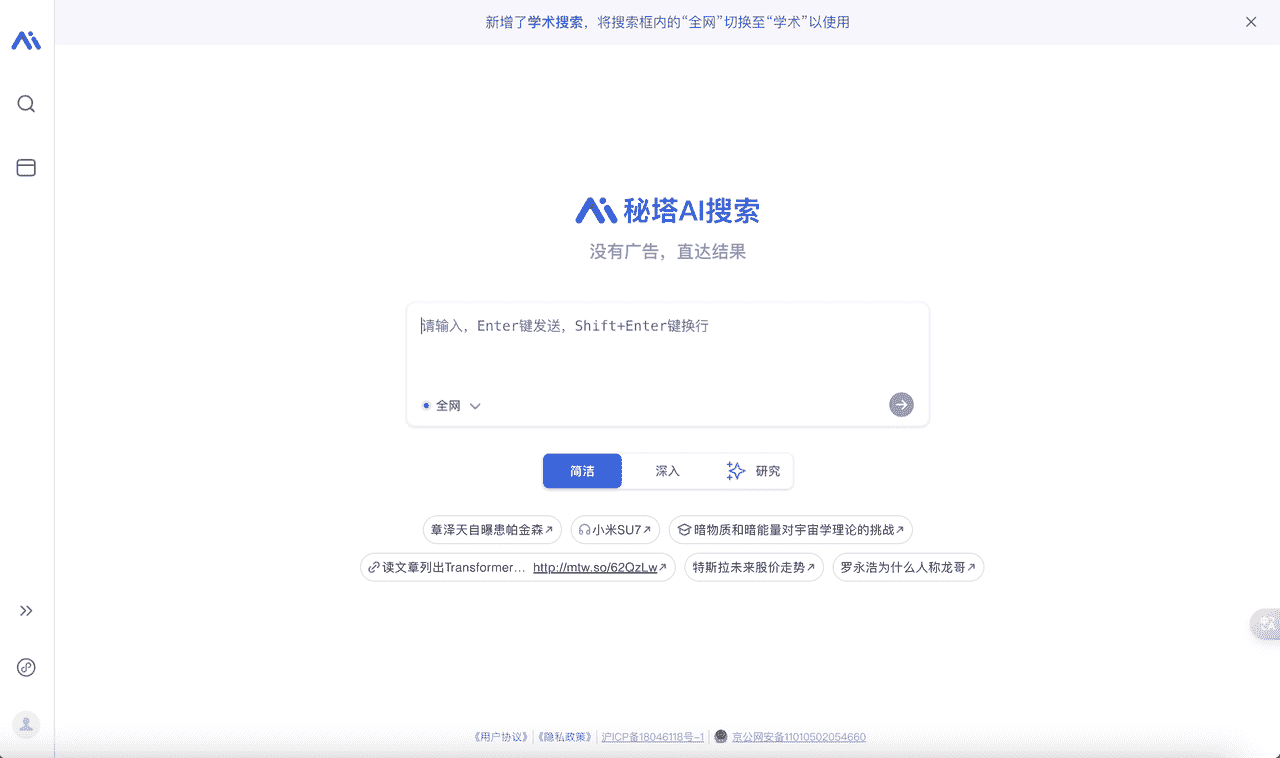 新增了学术搜索，将搜索框内的“全网”切换至“学术”以使用
秘塔AI搜索
没有广告，直达结果
请输入，Enter键发送，Shift+Enter键换行
全网
简洁 深入 研究
章泽天自曝患帕金森↗ 小米SU7↗ 暗物质和暗能量对宇宙学理论的挑战↗
读文章列出Transformer... http://mtw.so/62QzLw↗ 特斯拉未来股价走势↗ 罗永浩为什么人称龙哥↗
《用户协议》 | 《隐私政策》 | 沪ICP备18046118号-1 | 京公网安备11010502054660